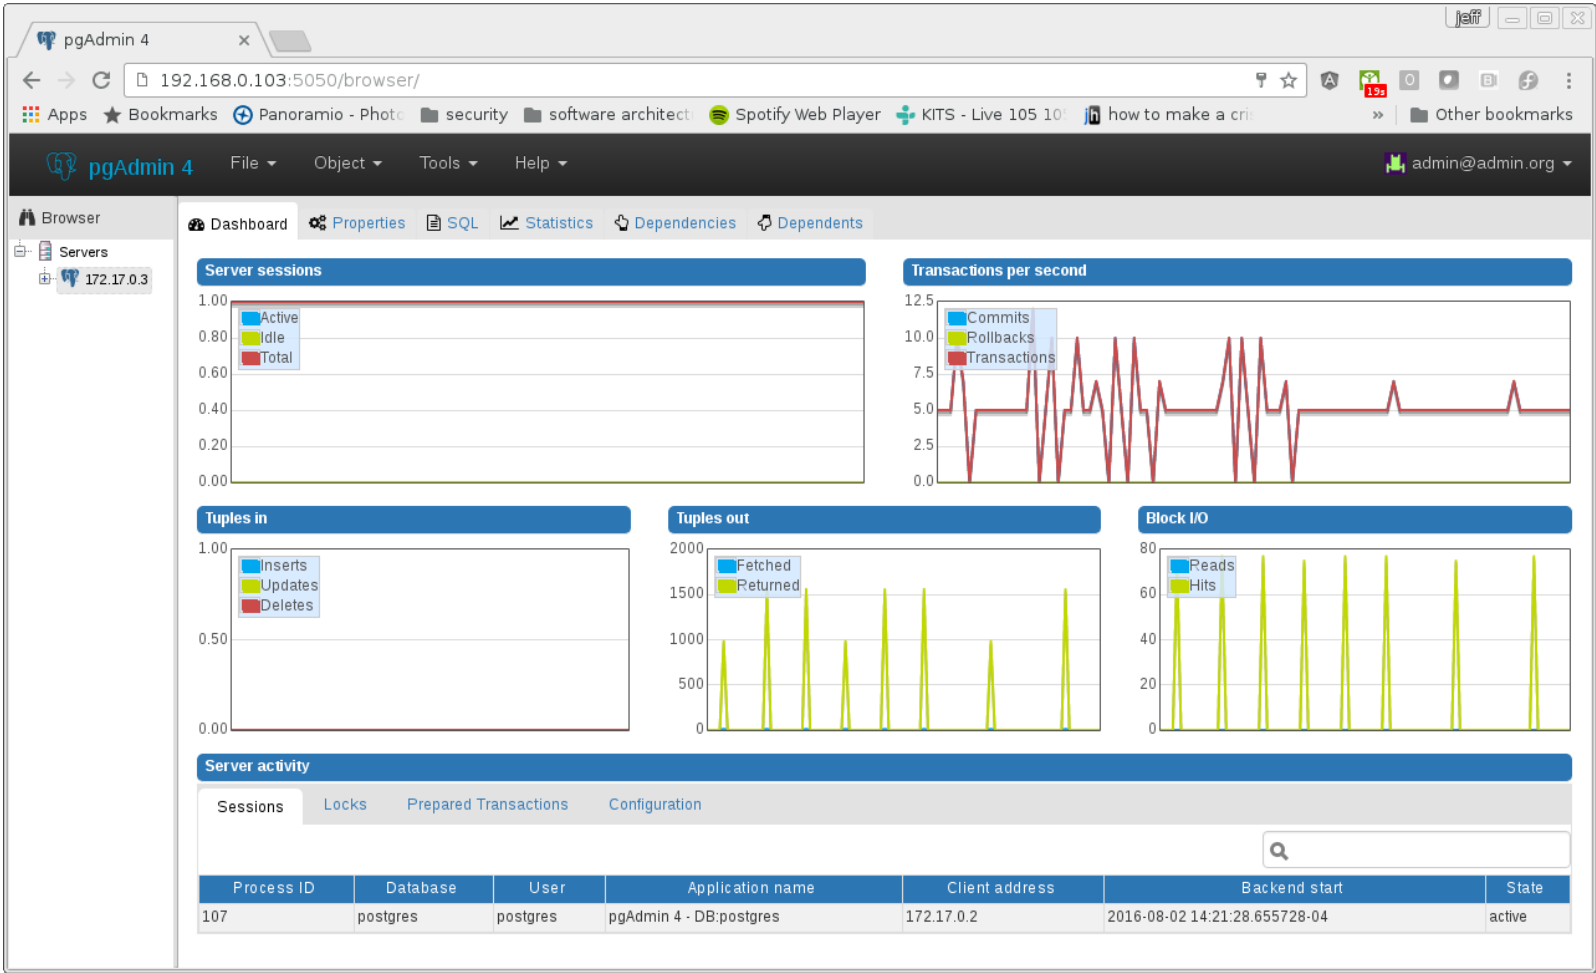 jeff
pgAdmin 4
192.168.0.103:5050/browser/
19s
Apps Bookmarks Panoramio - Photo security software architect Spotify Web Player KITS - Live 105 10 how to make a cri » Other bookmarks
pgAdmin 4 File Object Tools Help admin@admin.org
Browser
Dashboard Properties SQL Statistics Dependencies Dependents
Servers
172.17.0.3
Server sessions
1.00
0.80
0.60
0.40
0.20
0.00
Active
Idle
Total
Transactions per second
12.5
10.0
7.5
5.0
2.5
0.0
Commits
Rollbacks
Transactions
Tuples in
1.00
0.50
0.00
Inserts
Updates
Deletes
Tuples out
2000
1500
1000
500
0
Fetched
Returned
Block I/O
80
60
40
20
0
Reads
Hits
Server activity
Sessions Locks Prepared Transactions Configuration
Process ID Database User Application name Client address Backend start State
107 postgres postgres pgAdmin 4 - DB:postgres 172.17.0.2 2016-08-02 14:21:28.655728-04 active